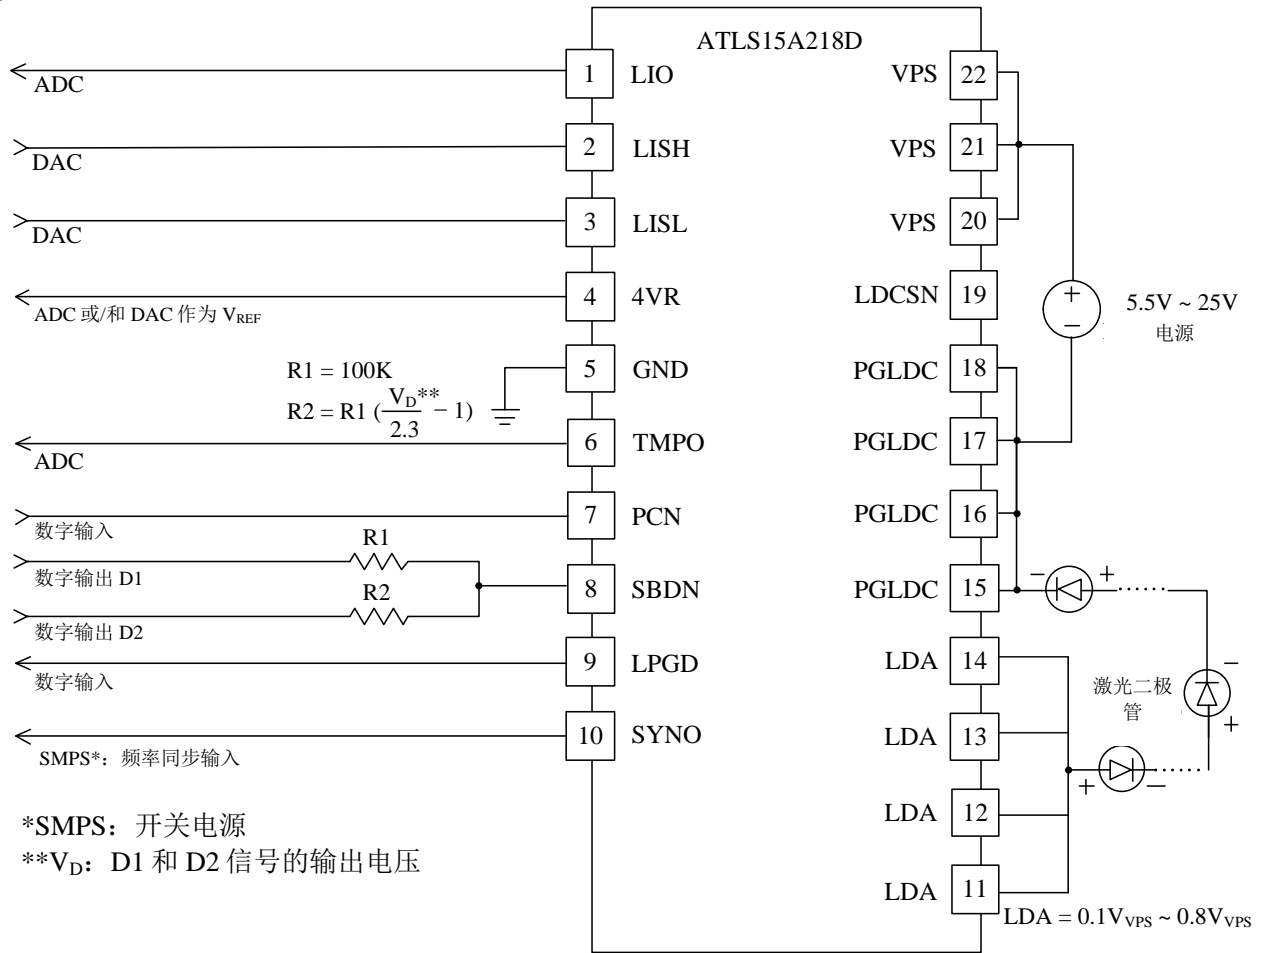 ATLS15A218D
1 LIO
ADC
2 LISH
DAC
3 LISL
DAC
4 4VR
ADC 或/和 DAC 作为 VREF
5 GND
R1 = 100K
R2 = R1 (VD**/2.3 − 1)
6 TMPO
ADC
7 PCN
数字输入
R1
数字输出 D1
8 SBDN
R2
数字输出 D2
9 LPGD
数字输入
10 SYNO
SMPS*：频率同步输入
*SMPS：开关电源
**VD：D1 和 D2 信号的输出电压
VPS 22
VPS 21
VPS 20
LDCSN 19
+
−
5.5V ~ 25V
电源
PGLDC 18
PGLDC 17
PGLDC 16
PGLDC 15
− +
LDA 14
激光二极
管
−
+
LDA 13
+ −
LDA 12
LDA 11
LDA = 0.1VVPS ~ 0.8VVPS